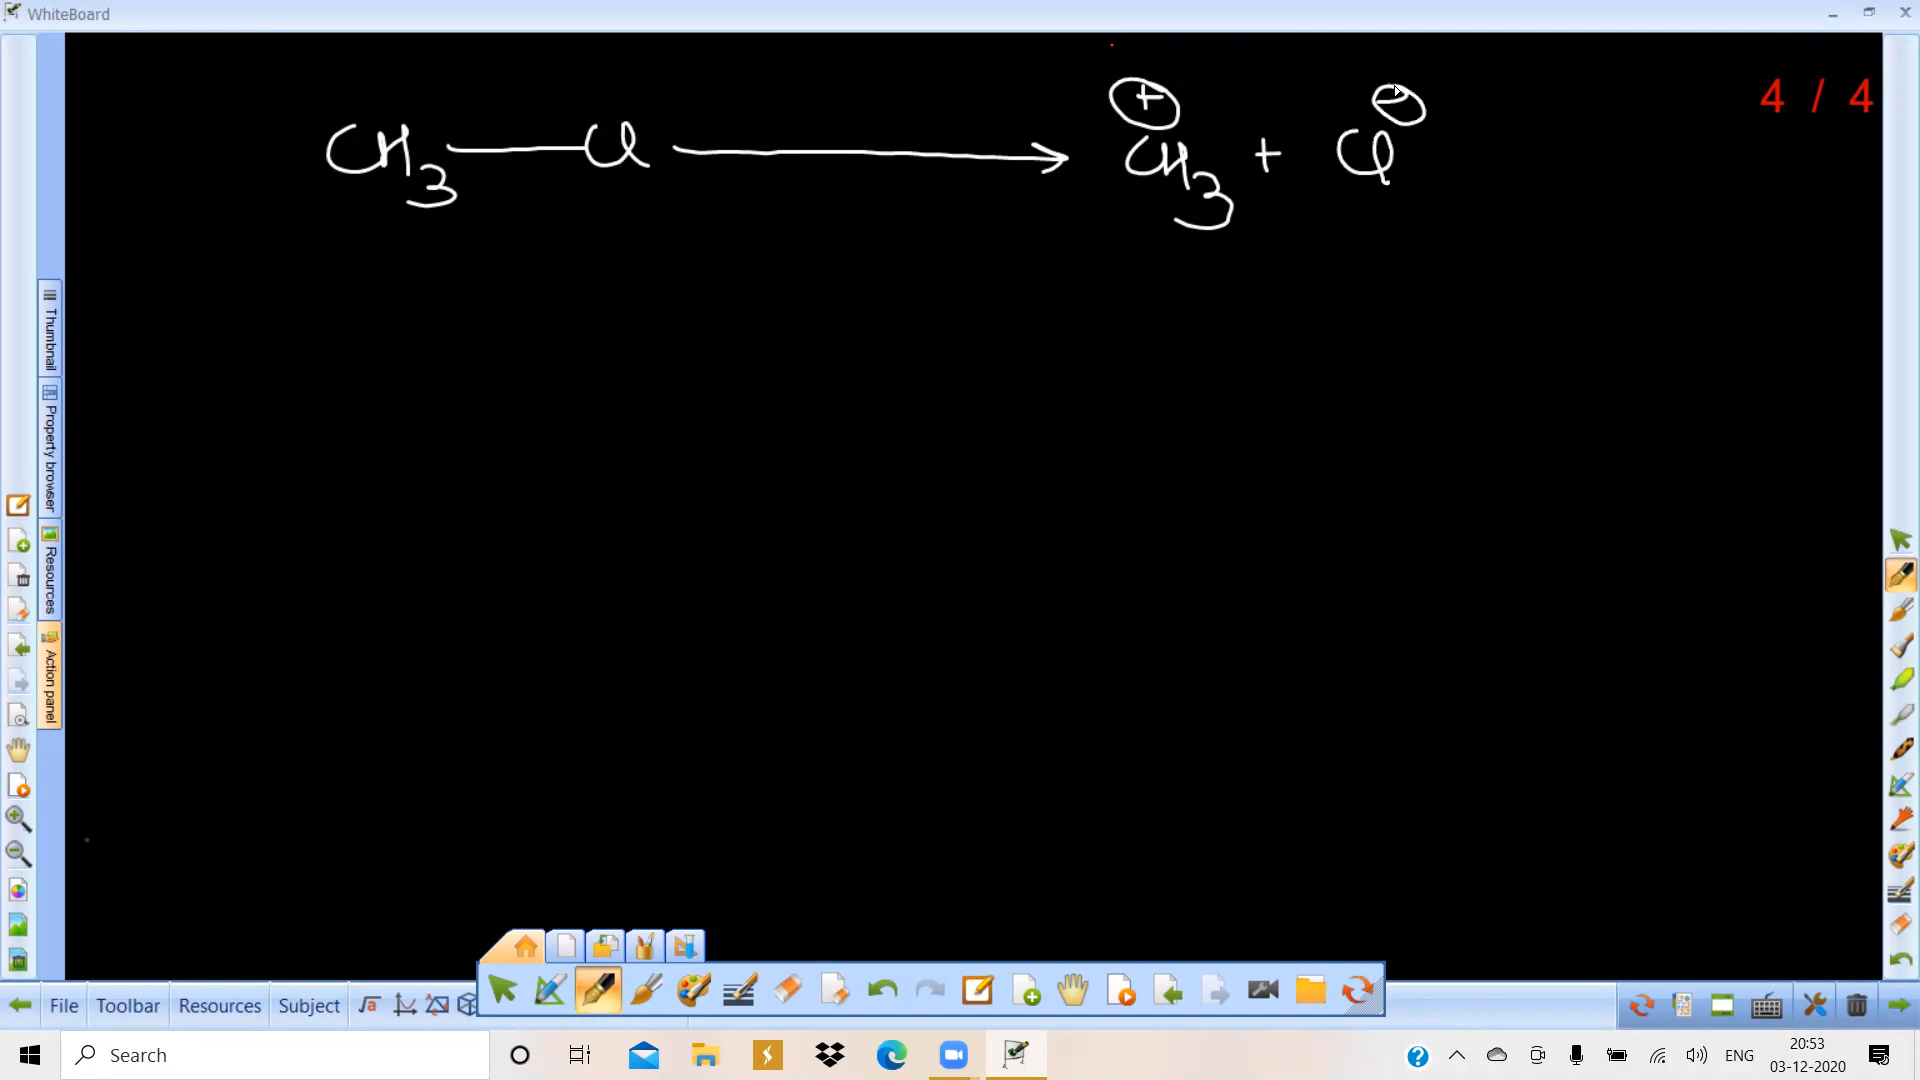 WhiteBoard
4 / 4
CH3 — Cl ⟶ ⊕CH3 + Cl⊖
Thumbnail
Property browser
Resources
Action panel
File Toolbar Resources Subject
Search
ENG
20:53
03-12-2020